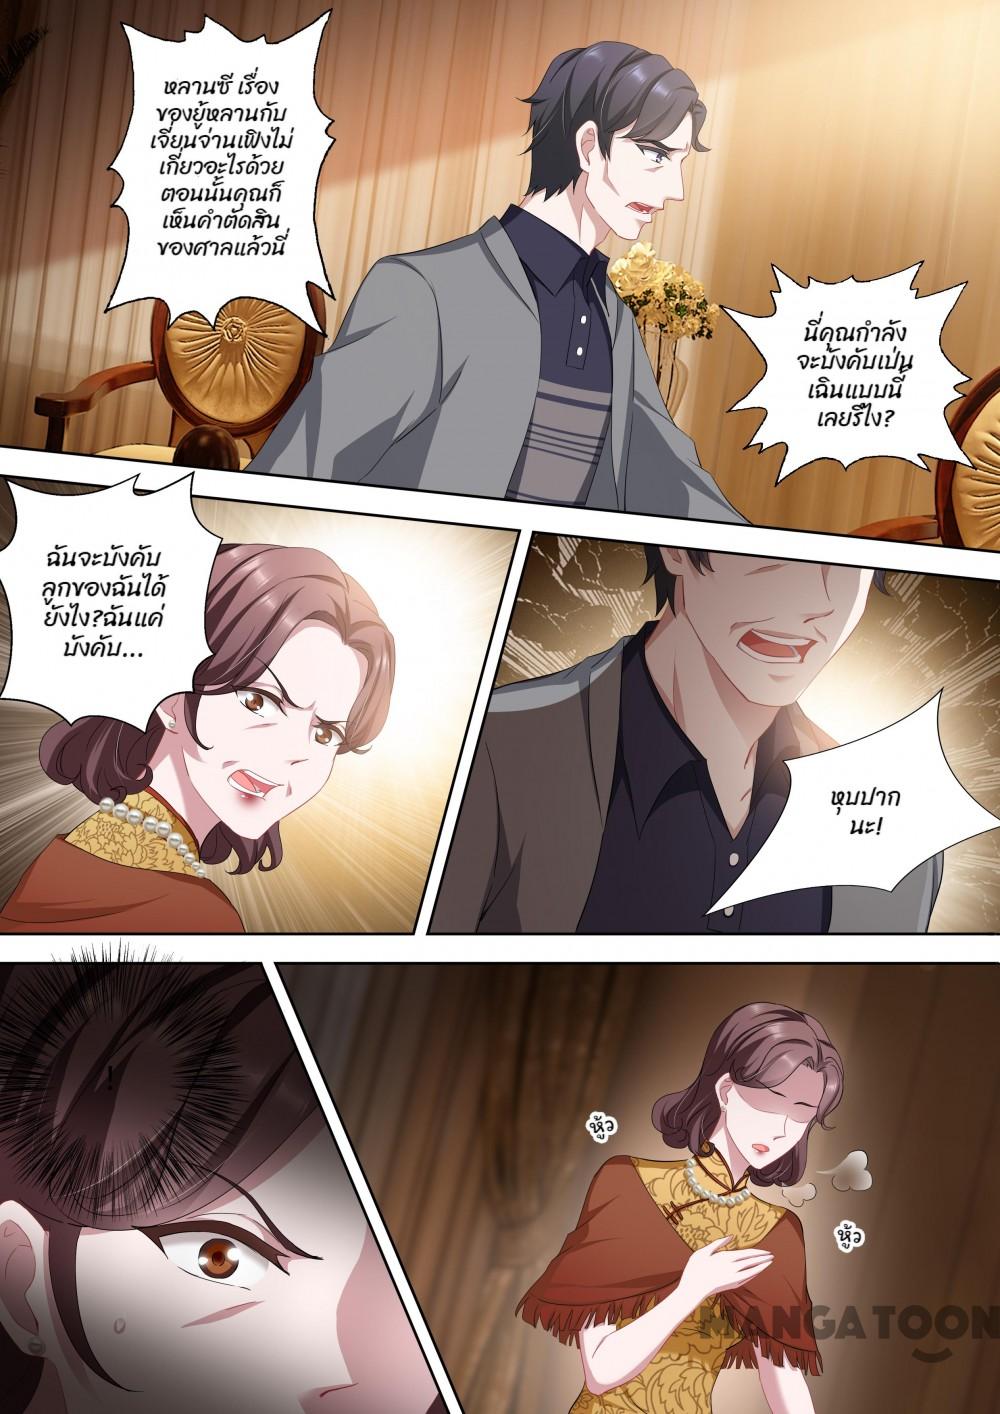 หลานซี เรื่อง
ของยู้หลานกับ
เจี่ยนจ่านเฟิงไม่
เกี่ยวอะไรด้วย
ตอนนั้นคุณก็
เห็นคำตัดสิน
ของศาลแล้วนี่
นี่คุณกำลัง
จะบังคับเป่น
เฉินแบบนี้
เลยรึไง?
ฉันจะบังคับ
ลูกของฉันได้
ยังไง?ฉันแค่
บังคับ...
หุบปาก
นะ!
!
หู้ว
หู้ว
MANGATOON